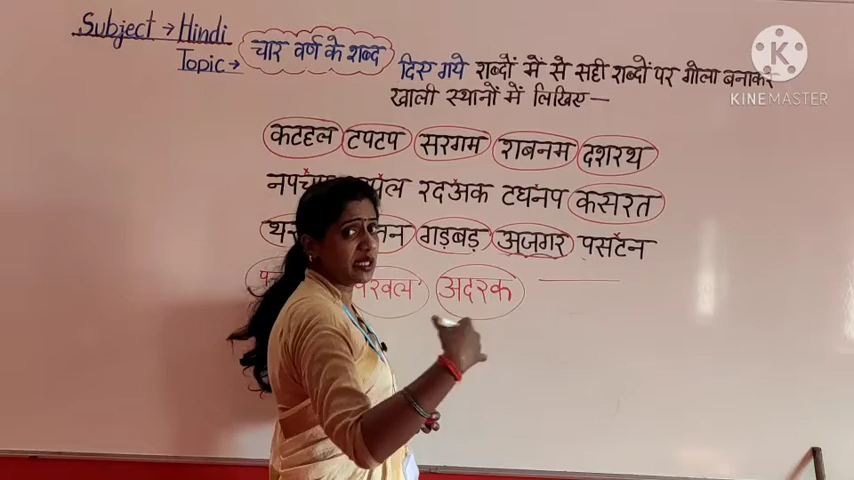 Subject → Hindi
Topic → चार वर्ण के शब्द
दिए गये शब्दों में से सही शब्दों पर गोला बनाकर
खाली स्थानों में लिखिए —
कटहल टपटप सरगम शबनम दशरथ
रदअक टघनप कसरत
गड़बड़ अजगर पसटन
अदरक
KINEMASTER